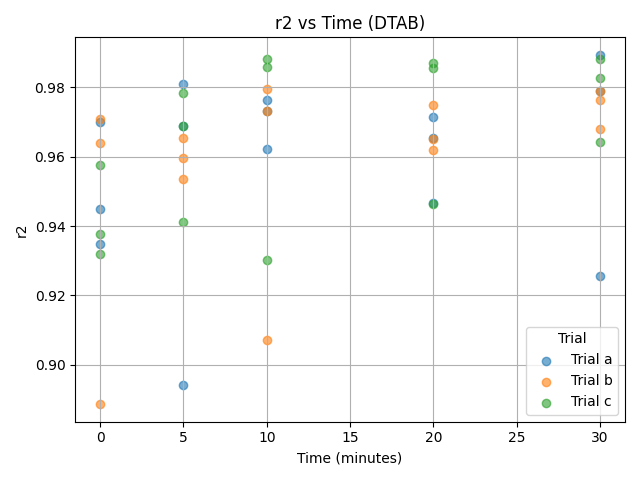 r2 vs Time (DTAB)
0.98
0.96
0.94
0.92
0.90
r2
0 5 10 15 20 25 30
Time (minutes)
Trial
Trial a
Trial b
Trial c